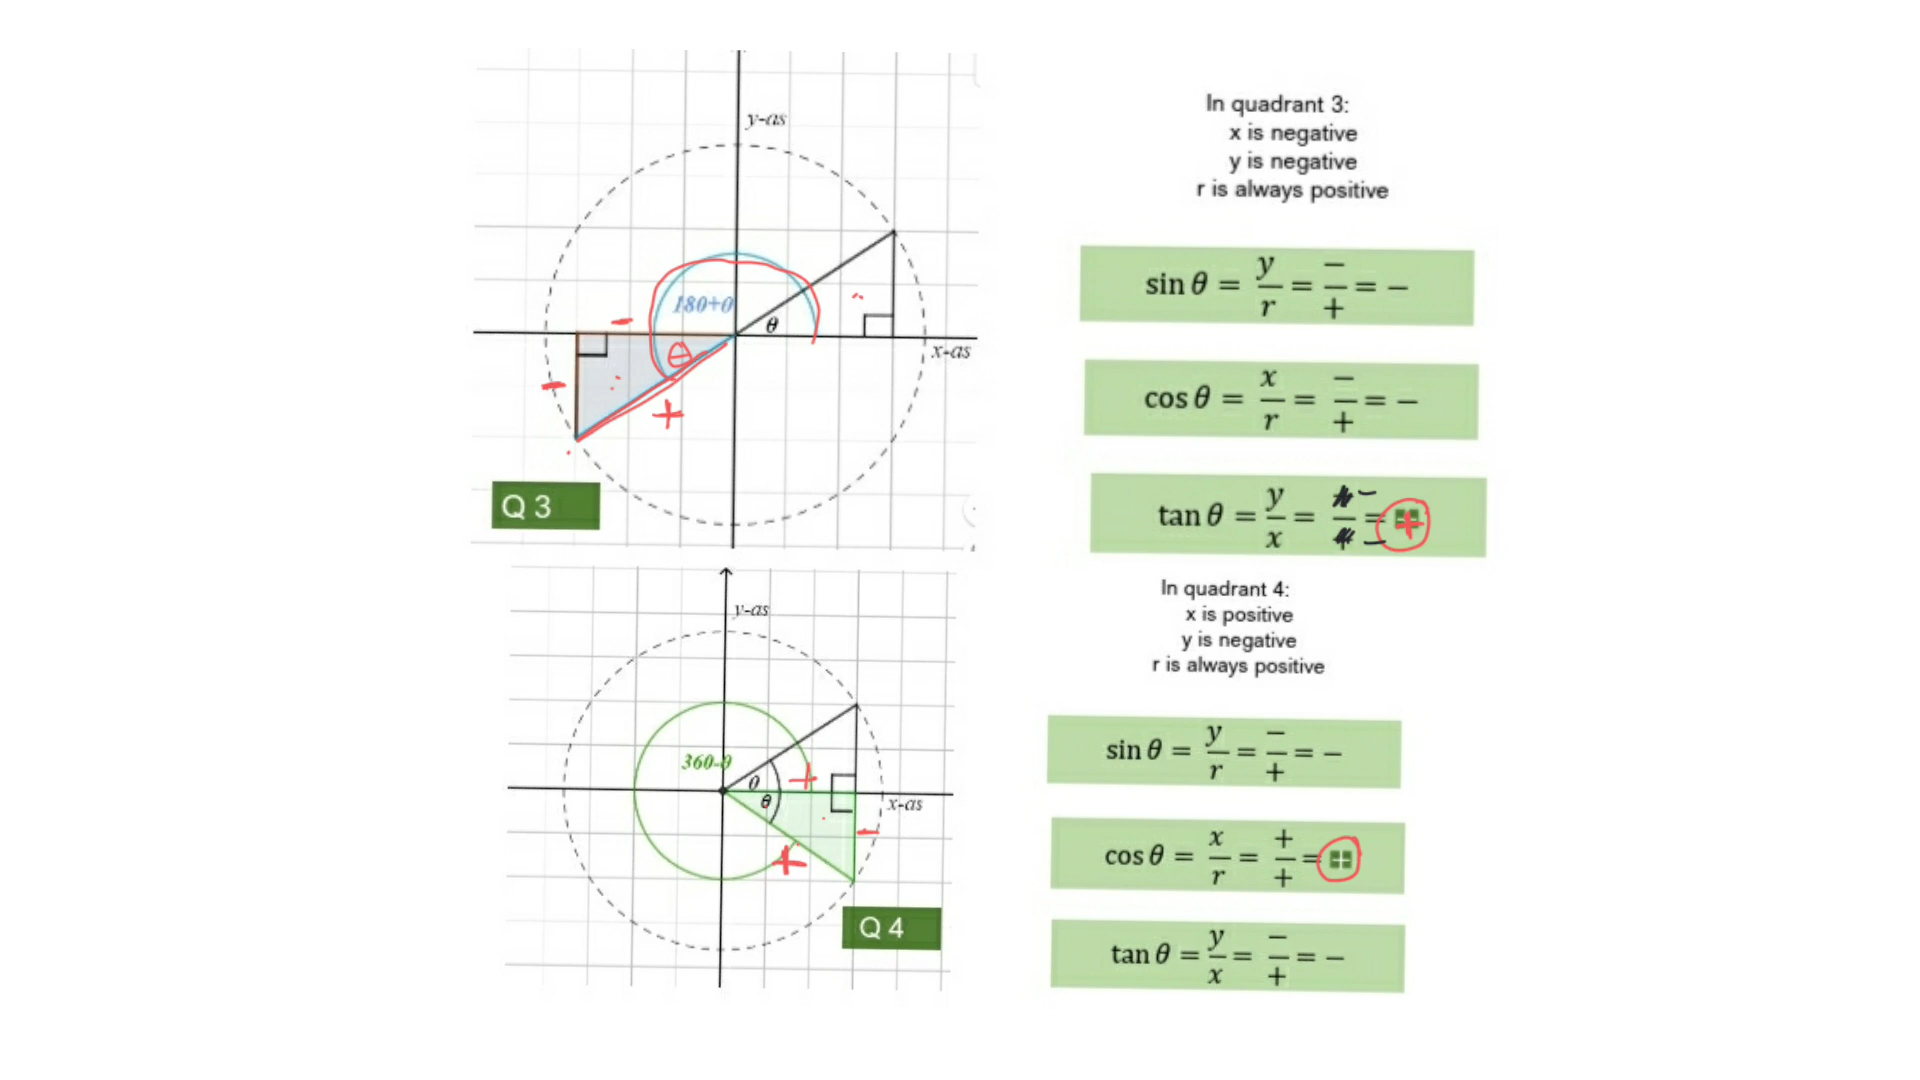 y-as
180+θ
θ
θ
x-as
-
-
+
Q 3
In quadrant 3:
x is negative
y is negative
r is always positive
sin θ = y/r = −/+ = −
cos θ = x/r = −/+ = −
tan θ = y/x = −/− = +
y-as
360-θ
θ
θ
x-as
+
-
+
Q 4
In quadrant 4:
x is positive
y is negative
r is always positive
sin θ = y/r = −/+ = −
cos θ = x/r = +/+ = +
tan θ = y/x = −/+ = −